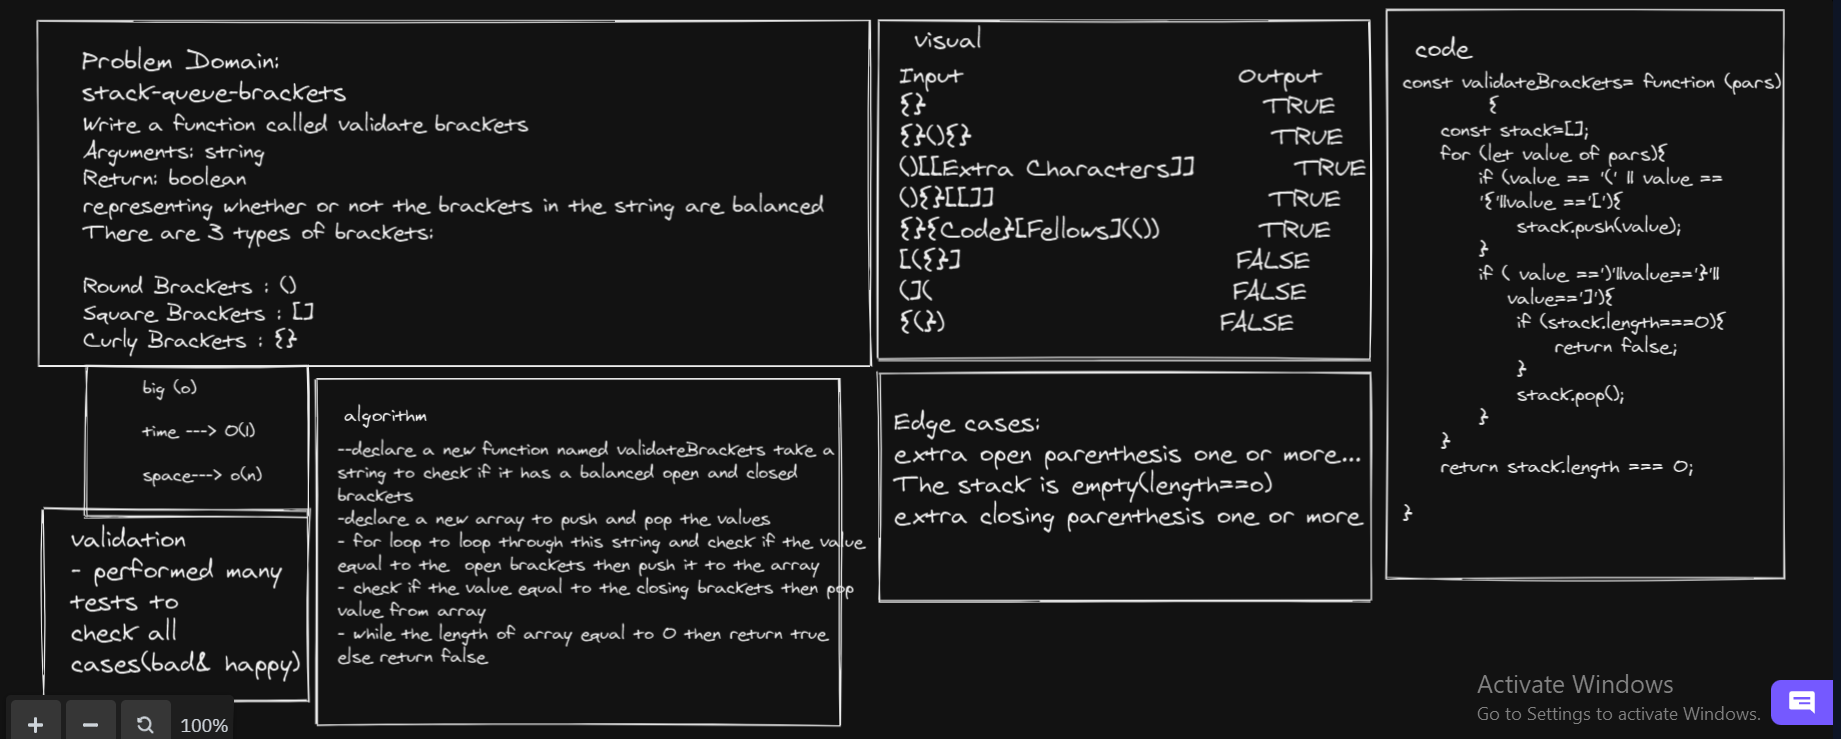 Problem Domain:
stack-queue-brackets
Write a function called validate brackets
Arguments: string
Return: boolean
representing whether or not the brackets in the string are balanced
There are 3 types of brackets:
Round Brackets : ()
Square Brackets : []
Curly Brackets : {}
visual
Input Output
{} TRUE
{}(){} TRUE
()[[Extra Characters]] TRUE
(){}[[]] TRUE
{}{Code}[Fellows](()) TRUE
[({}] FALSE
(]( FALSE
{(}) FALSE
code
const validateBrackets= function (pars)
{
const stack=[];
for (let value of pars){
if (value == '(' || value ==
'{'||value =='['){
stack.push(value);
}
if ( value ==')'||value=='}'||
value==']'){
if (stack.length===0){
return false;
}
stack.pop();
}
}
return stack.length === 0;
}
big (o)
time ---> O(1)
space---> o(n)
algorithm
--declare a new function named validateBrackets take a
string to check if it has a balanced open and closed
brackets
-declare a new array to push and pop the values
- for loop to loop through this string and check if the value
equal to the open brackets then push it to the array
- check if the value equal to the closing brackets then pop
value from array
- while the length of array equal to 0 then return true
else return false
Edge cases:
extra open parenthesis one or more...
The stack is empty(length==o)
extra closing parenthesis one or more
validation
- performed many
tests to
check all
cases(bad& happy)
Activate Windows
Go to Settings to activate Windows.
+ − 100%